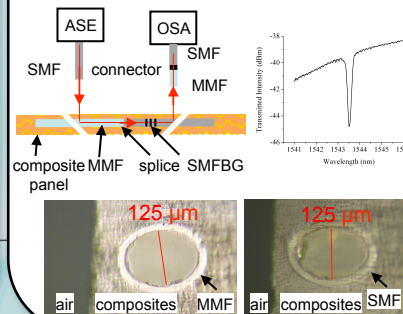 ASE
OSA
SMF
SMF
connector
MMF
composite panel
MMF
splice
SMFBG
Transmitted Intensity (dBm)
-38
-40
-42
-44
-46
1541
1542
1543
1544
1545
Wavelength (nm)
125 μm
air
composites
MMF
125 μm
air
composites
SMF